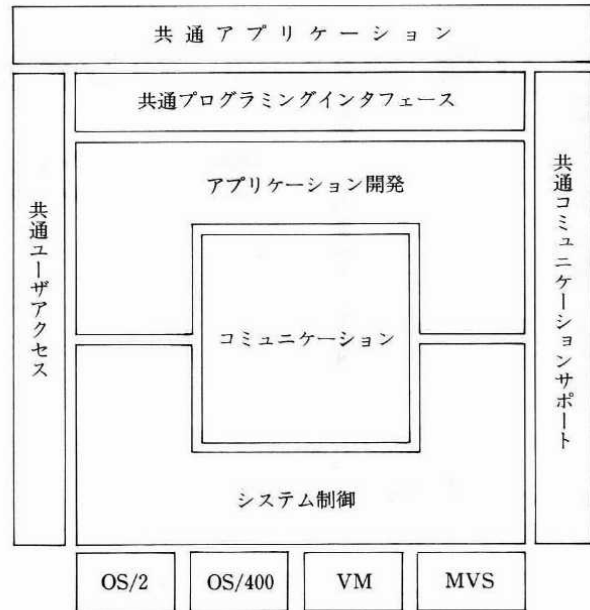 共通アプリケーション
共通プログラミングインタフェース
共通ユーザアクセス
アプリケーション開発
コミュニケーション
システム制御
共通コミュニケーションサポート
OS/2
OS/400
VM
MVS